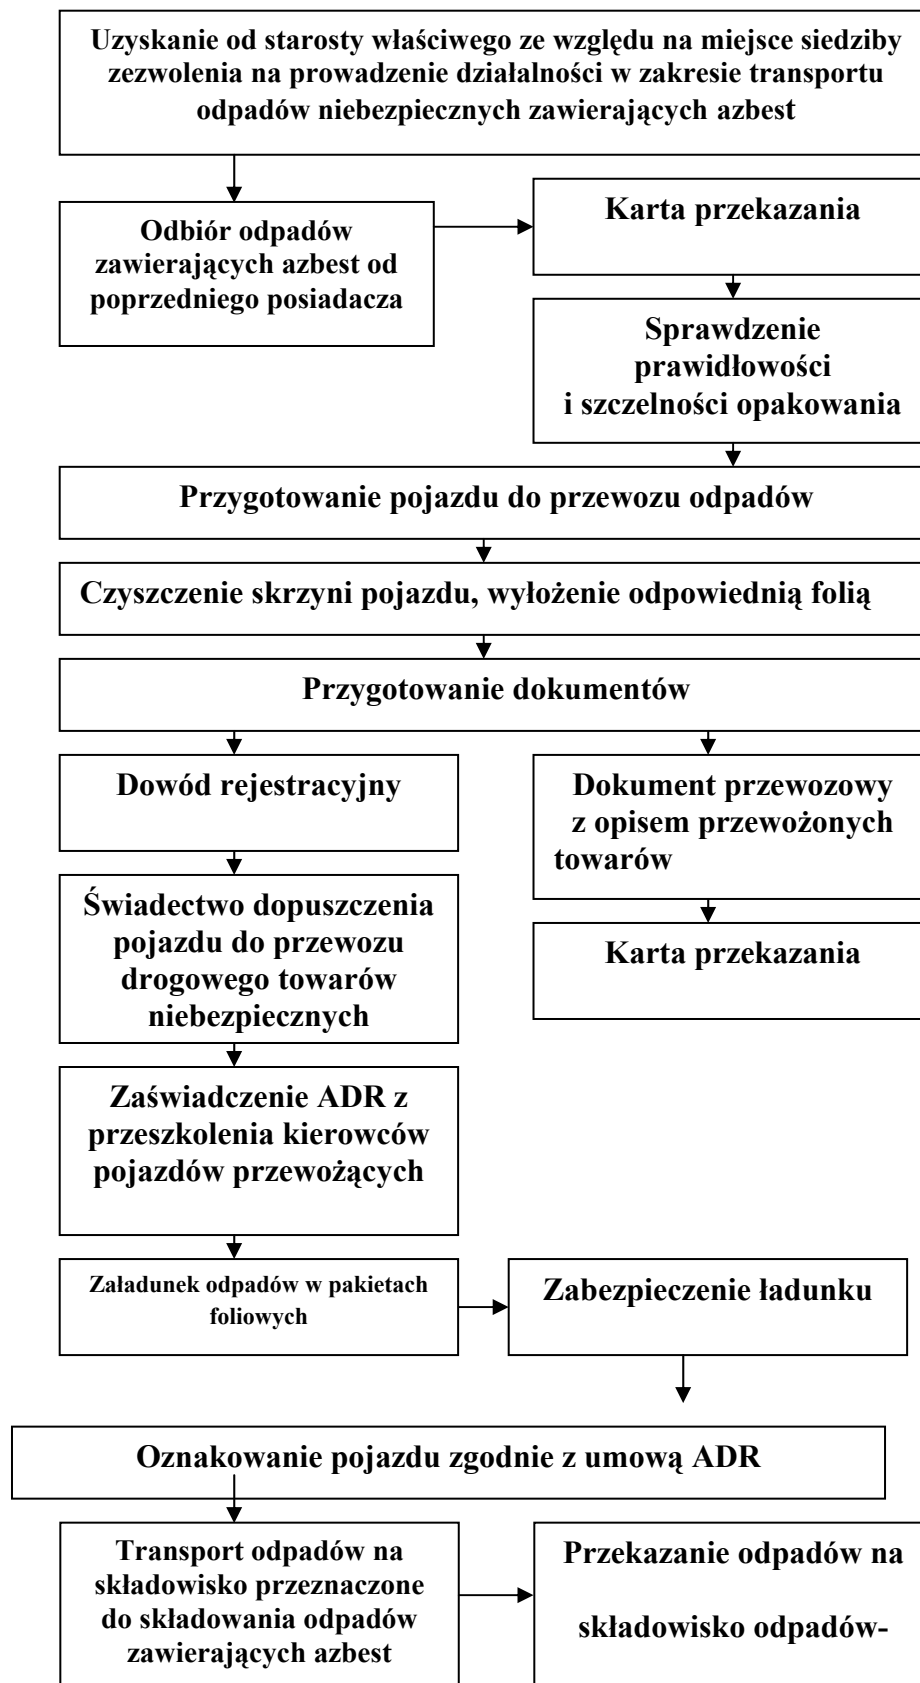 Uzyskanie od starosty właściwego ze względu na miejsce siedziby
zezwolenia na prowadzenie działalności w zakresie transportu
odpadów niebezpiecznych zawierających azbest
Odbiór odpadów
zawierających azbest od
poprzedniego posiadacza
Karta przekazania
Sprawdzenie
prawidłowości
i szczelności opakowania
Przygotowanie pojazdu do przewozu odpadów
Czyszczenie skrzyni pojazdu, wyłożenie odpowiednią folią
Przygotowanie dokumentów
Dowód rejestracyjny
Dokument przewozowy
z opisem przewożonych
towarów
Świadectwo dopuszczenia
pojazdu do przewozu
drogowego towarów
niebezpiecznych
Karta przekazania
Zaświadczenie ADR z
przeszkolenia kierowców
pojazdów przewożących
Załadunek odpadów w pakietach
foliowych
Zabezpieczenie ładunku
Oznakowanie pojazdu zgodnie z umową ADR
Transport odpadów na
składowisko przeznaczone
do składowania odpadów
zawierających azbest
Przekazanie odpadów na
składowisko odpadów-